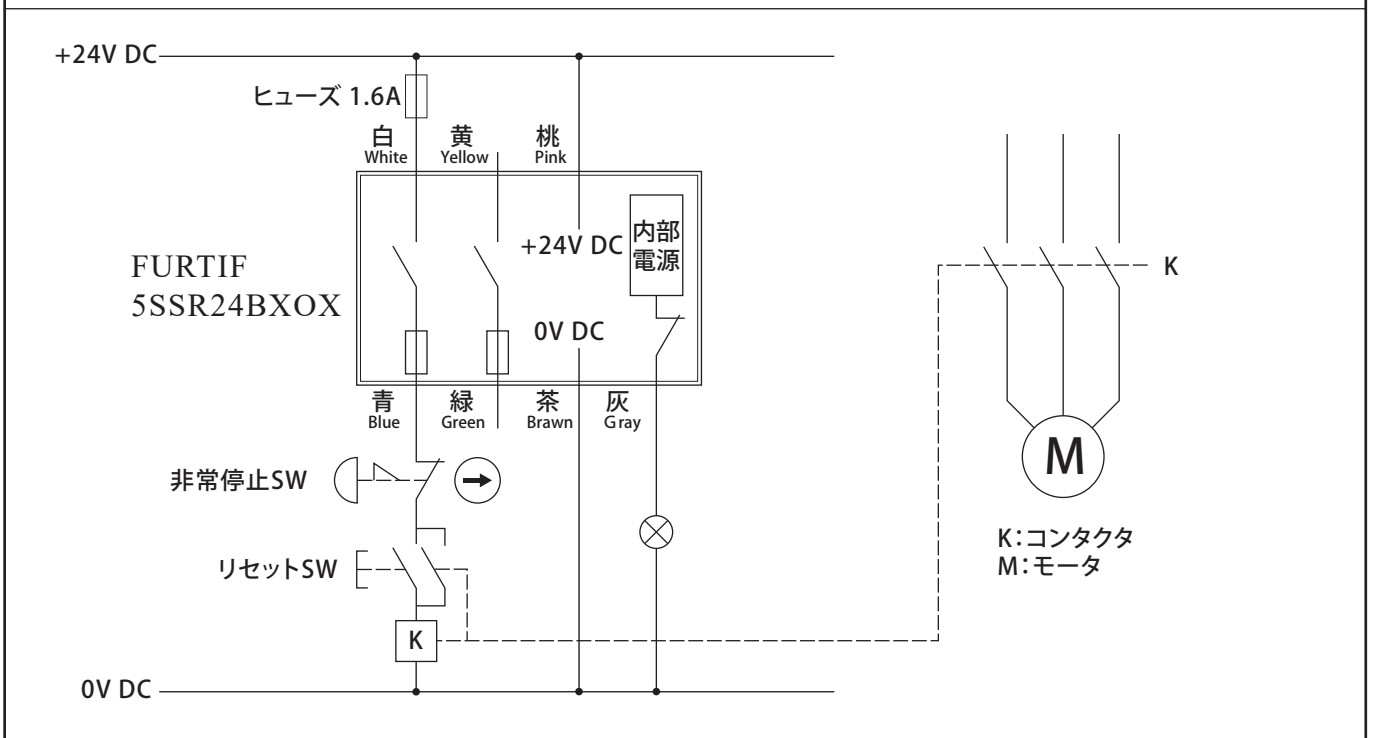 +24V DC
ヒューズ 1.6A
白
White
黄
Yellow
桃
Pink
FURTIF
5SSR24BXOX
+24V DC
内部
電源
0V DC
K
青
Blue
緑
Green
茶
Brawn
灰
Gray
非常停止SW
M
リセットSW
K:コンタクタ
M:モータ
K
0V DC